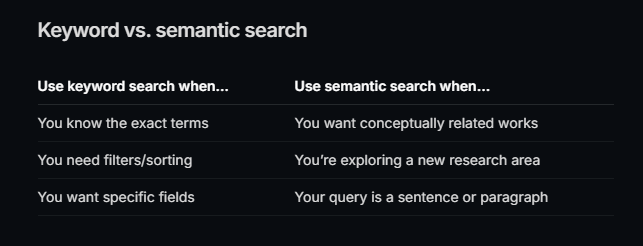 Keyword vs. semantic search
Use keyword search when... Use semantic search when...
You know the exact terms You want conceptually related works
You need filters/sorting You’re exploring a new research area
You want specific fields Your query is a sentence or paragraph